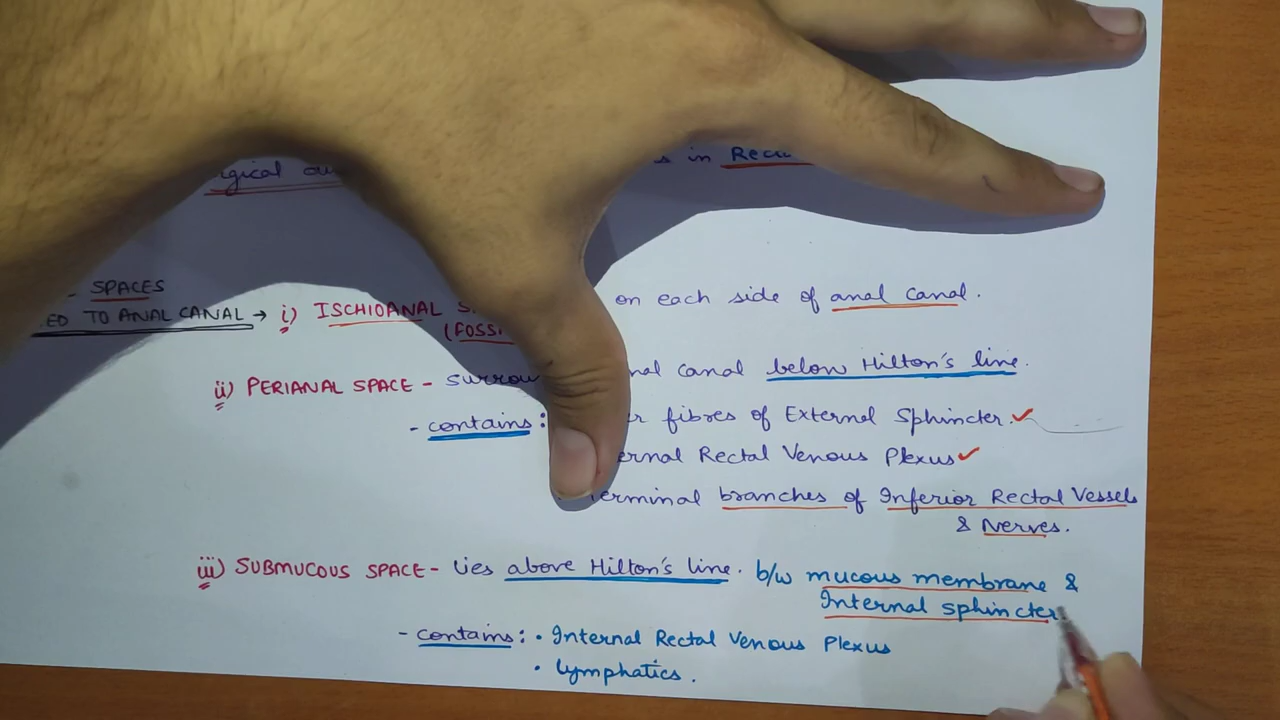 in Rec
SPACES
ED TO ANAL CANAL → i) ISCHIOANAL S on each side of anal canal.
(FOSS
ii) PERIANAL SPACE - surrou nal canal below Hilton's line.
- contains: r fibres of External Sphincter. ✓
ernal Rectal Venous Plexus ✓
erminal branches of Inferior Rectal Vessels
& Nerves.
iii) SUBMUCOUS SPACE - lies above Hilton's line. b/w mucous membrane &
Internal sphincter
- contains: • Internal Rectal Venous Plexus
• lymphatics.